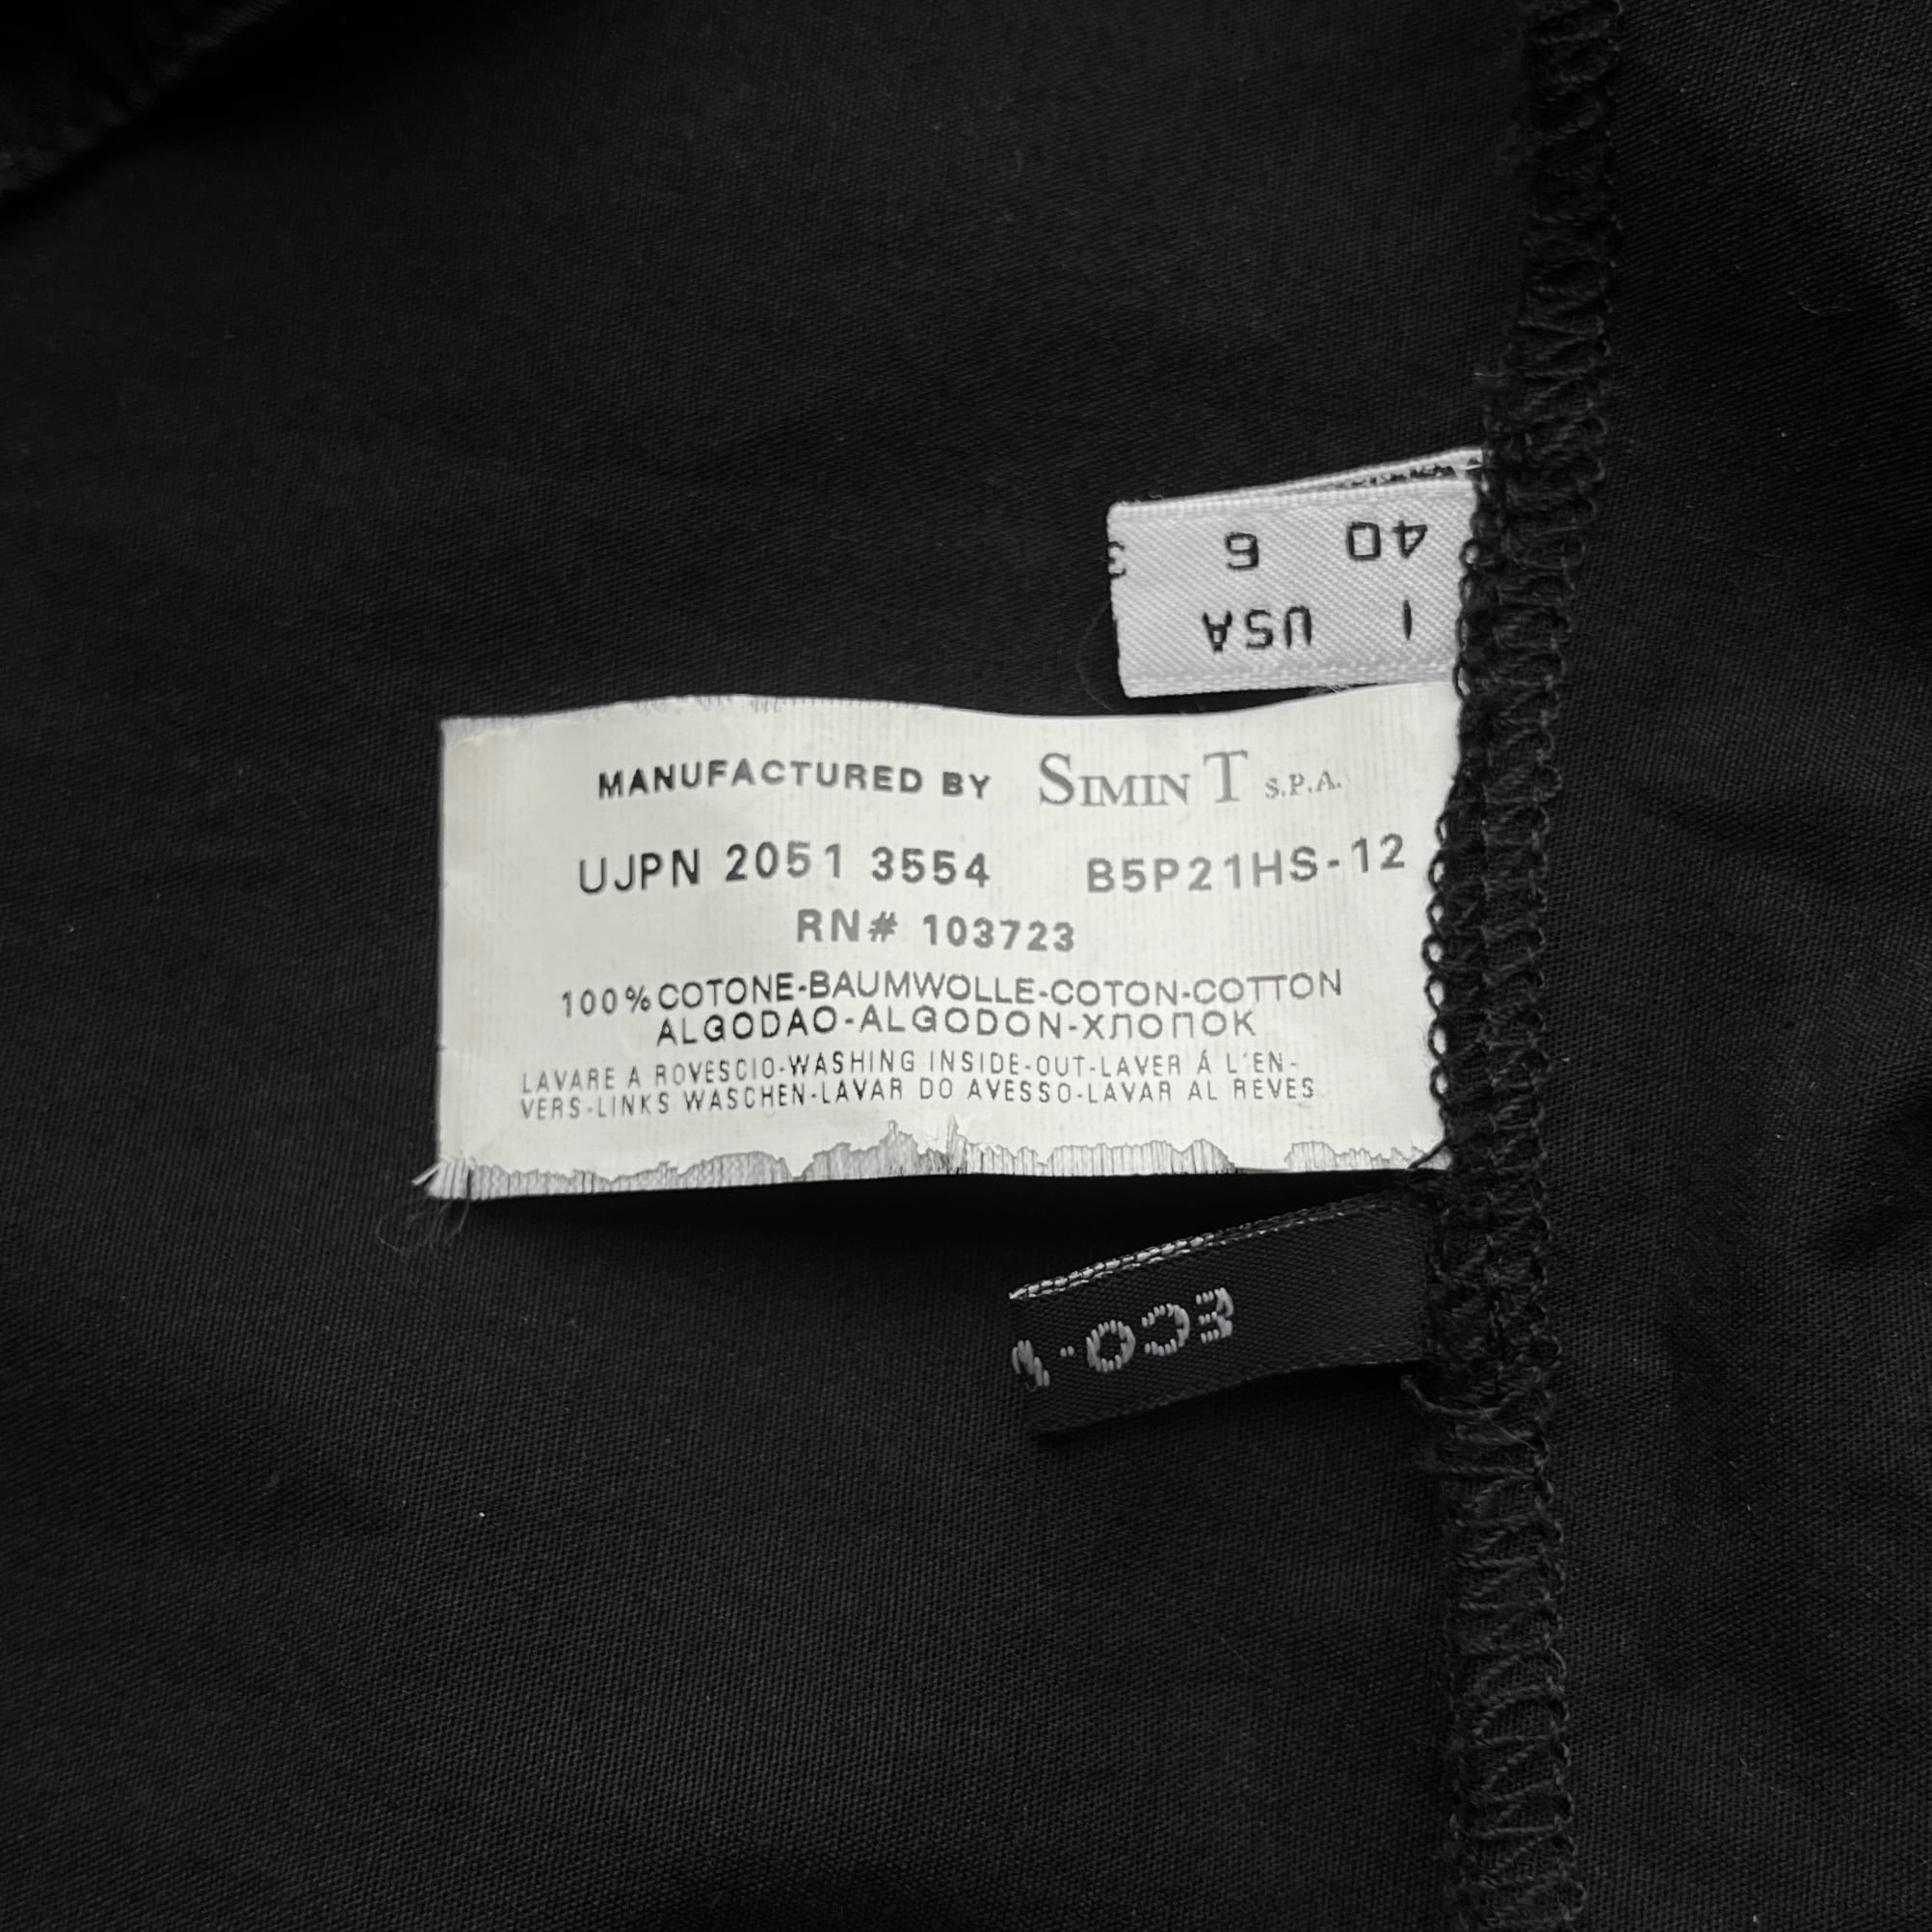 I USA
40 6
MANUFACTURED BY SIMIN T S.P.A.
UJPN 2051 3554 B5P21HS-12
RN# 103723
100% COTONE-BAUMWOLLE-COTON-COTTON
ALGODAO-ALGODON-ХЛОПОК
LAVARE A ROVESCIO-WASHING INSIDE-OUT-LAVER Á L'EN-
VERS-LINKS WASCHEN-LAVAR DO AVESSO-LAVAR AL REVES
ECO-